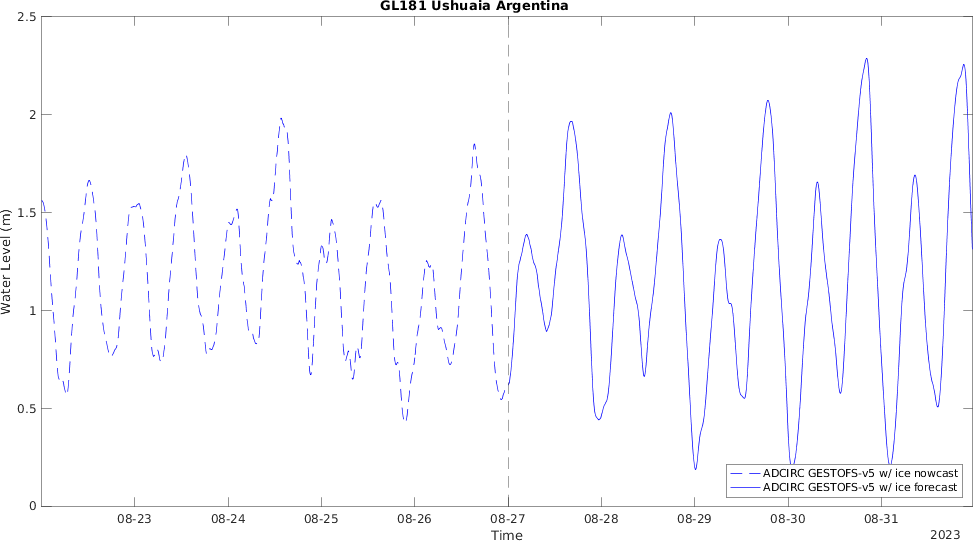 GL181 Ushuaia Argentina
2.5
2
1.5
1
0.5
0
Water Level (m)
ADCIRC GESTOFS-v5 w/ ice nowcast
ADCIRC GESTOFS-v5 w/ ice forecast
08-23 08-24 08-25 08-26 08-27 08-28 08-29 08-30 08-31
Time
2023